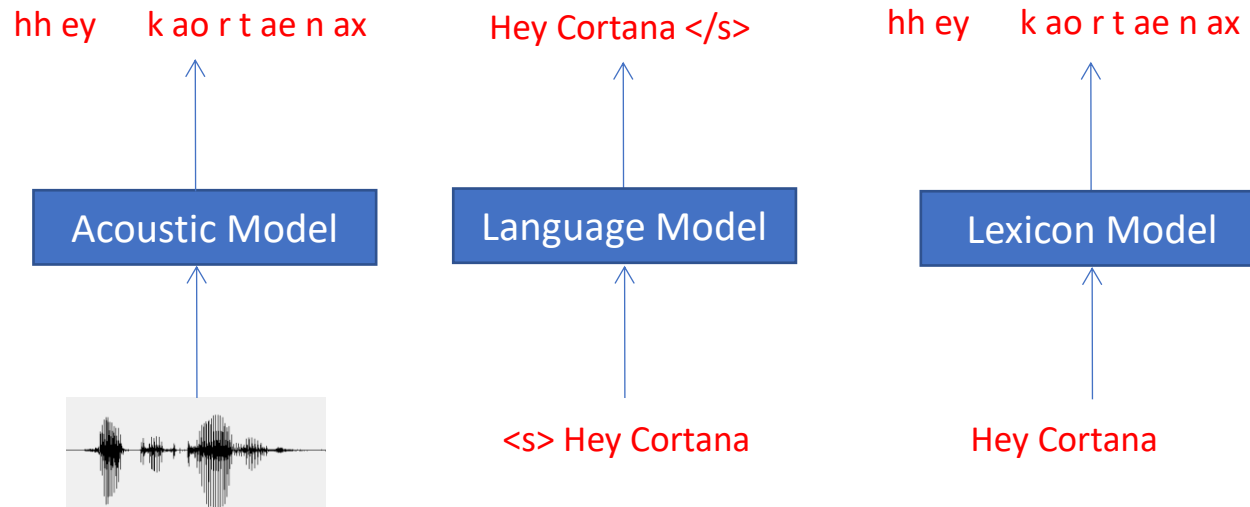 hh ey k ao r t ae n ax
Hey Cortana </s>
hh ey k ao r t ae n ax
Acoustic Model
Language Model
Lexicon Model
<s> Hey Cortana
Hey Cortana